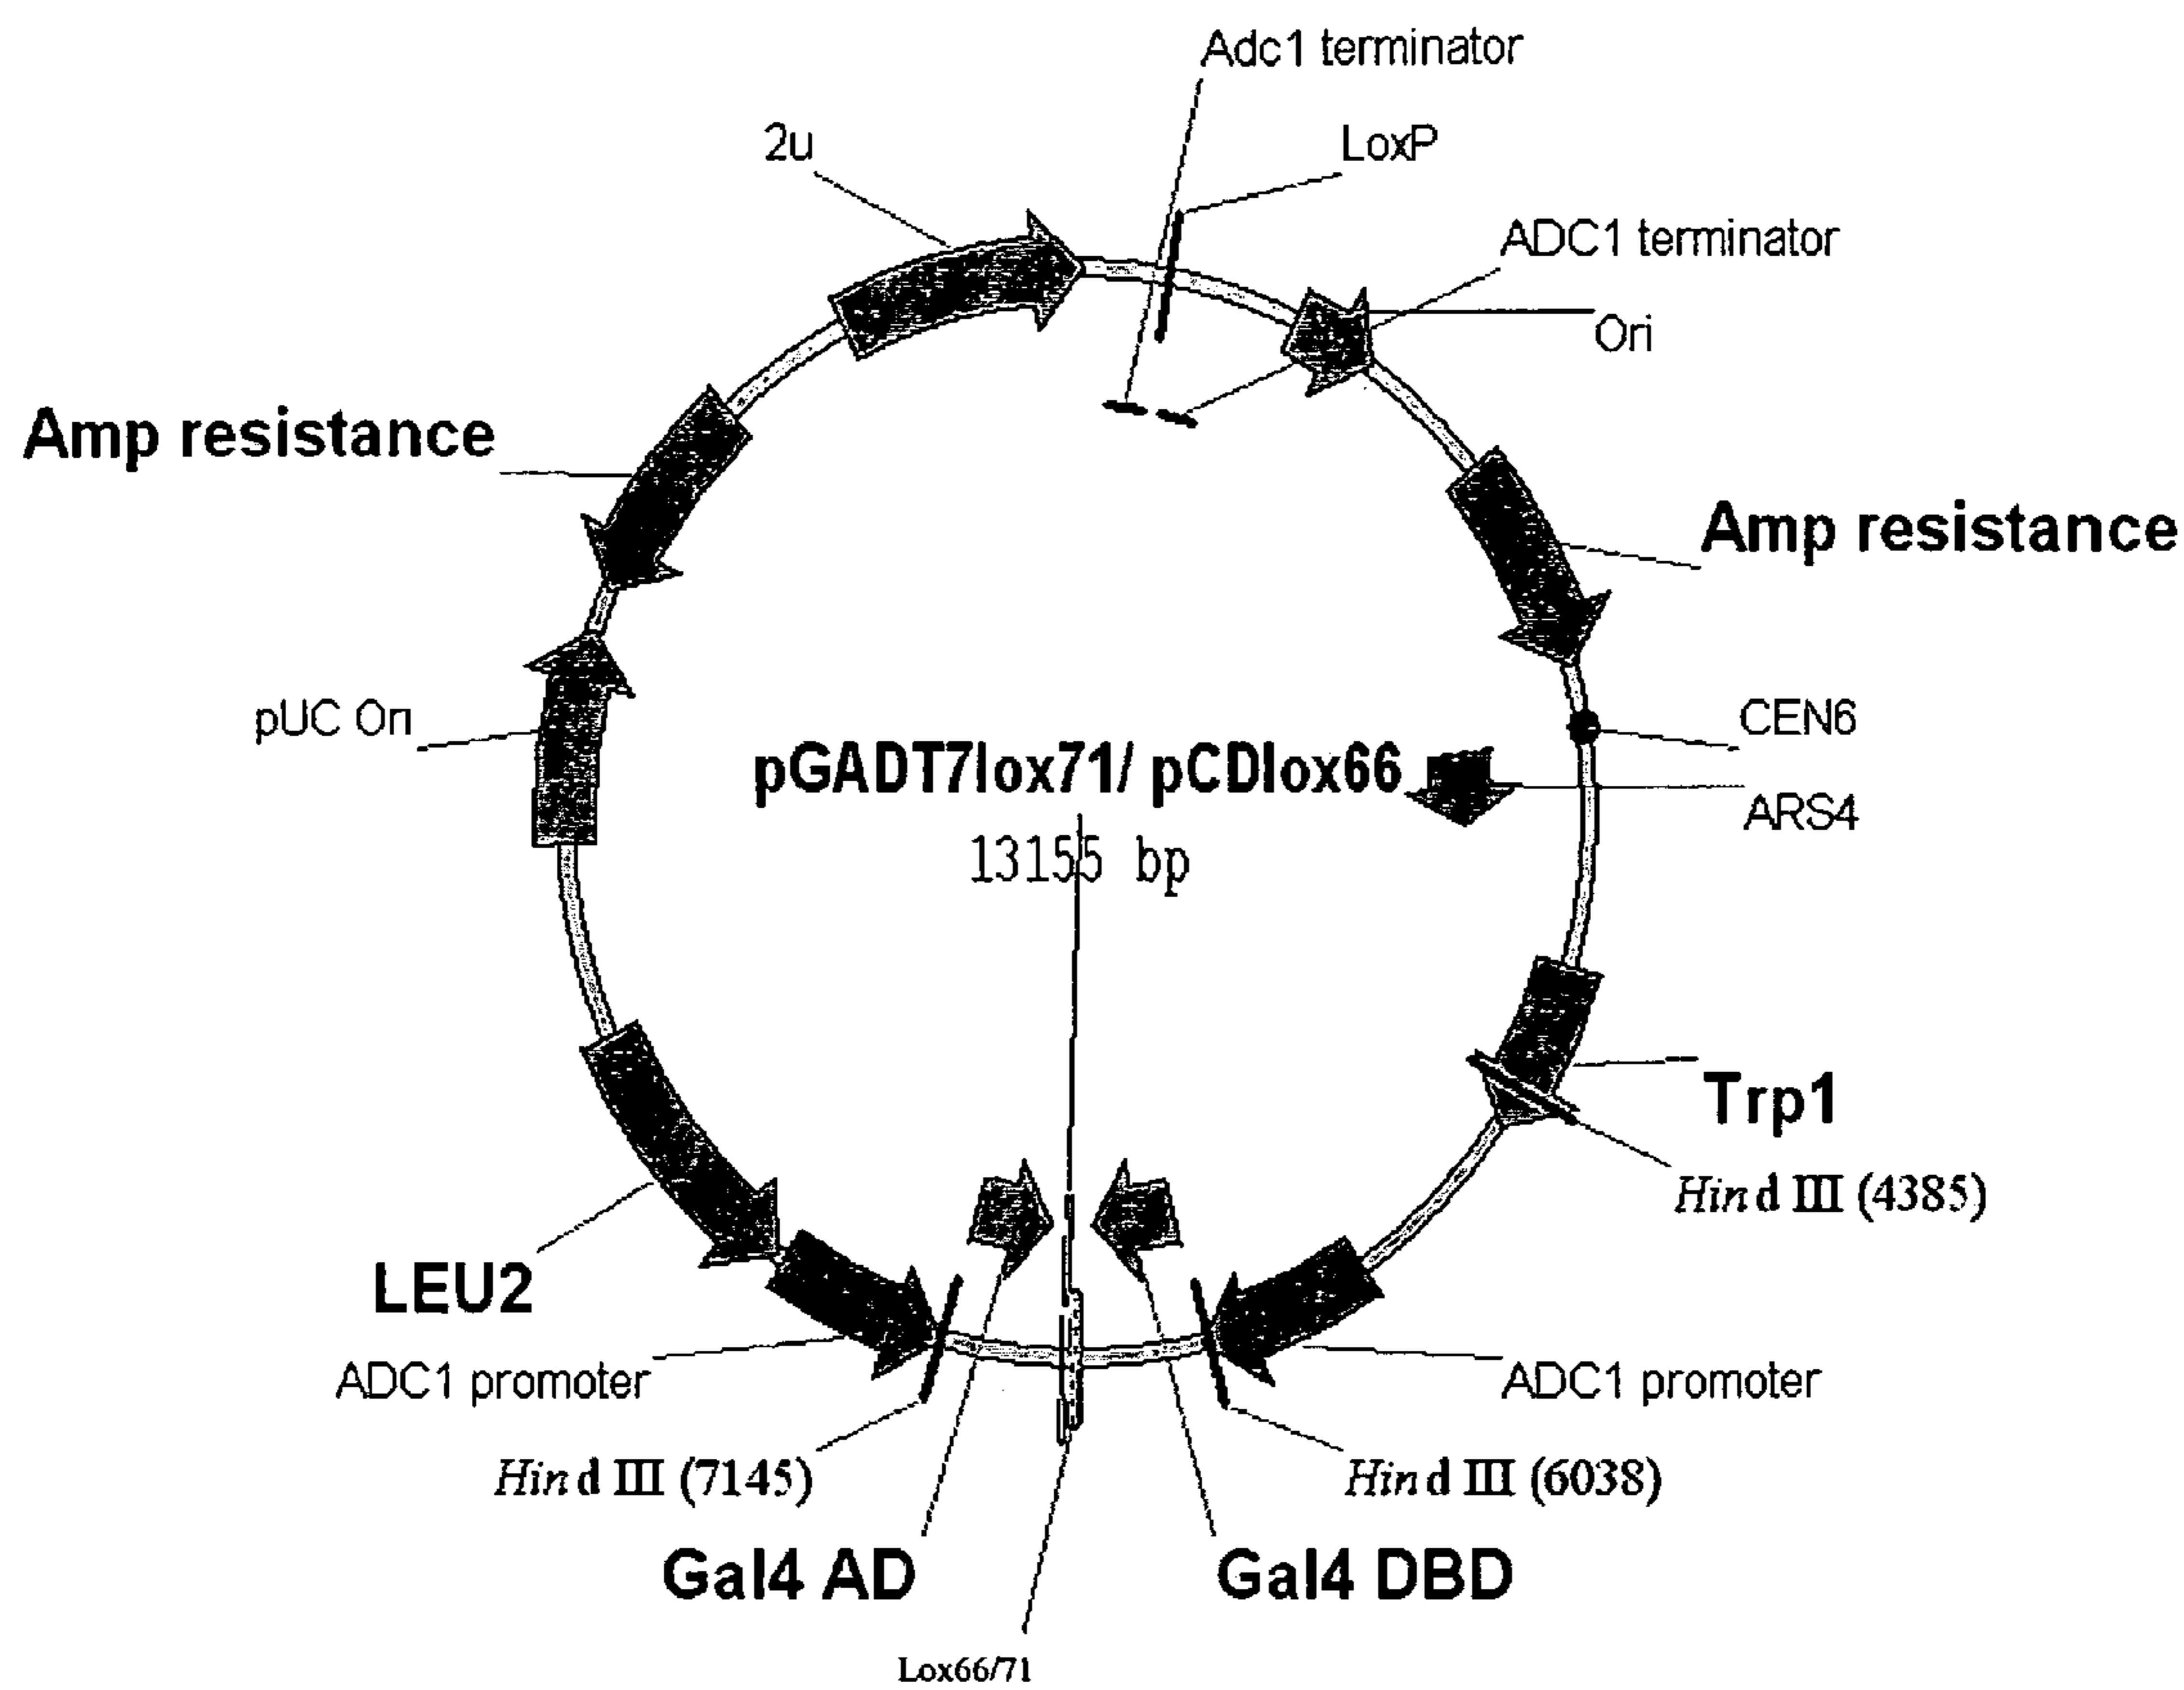 Adc1 terminator
2u
LoxP
ADC1 terminator
Ori
Amp resistance
Amp resistance
pUC Ori
CEN6
pGADT7lox71/ pCDlox66
ARS4
13155 bp
Trp1
Hind III (4385)
LEU2
ADC1 promoter
ADC1 promoter
Hind III (7145)
Hind III (6038)
Gal4 AD
Gal4 DBD
Lox66/71